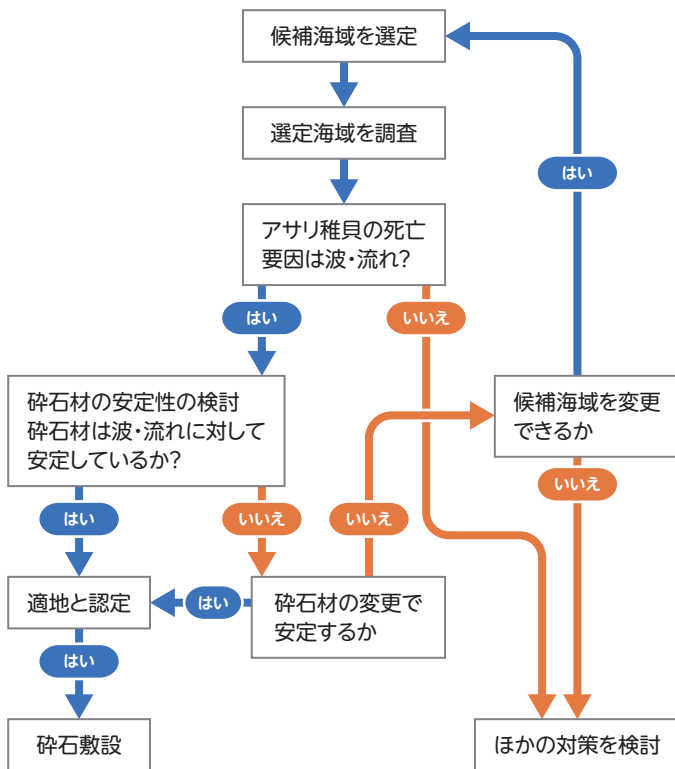 候補海域を選定
選定海域を調査
はい
アサリ稚貝の死亡
要因は波・流れ?
はい
いいえ
砕石材の安定性の検討
砕石材は波・流れに対して
安定しているか?
候補海域を変更
できるか
はい
いいえ
いいえ
いいえ
適地と認定
はい
砕石材の変更で
安定するか
はい
砕石敷設
ほかの対策を検討